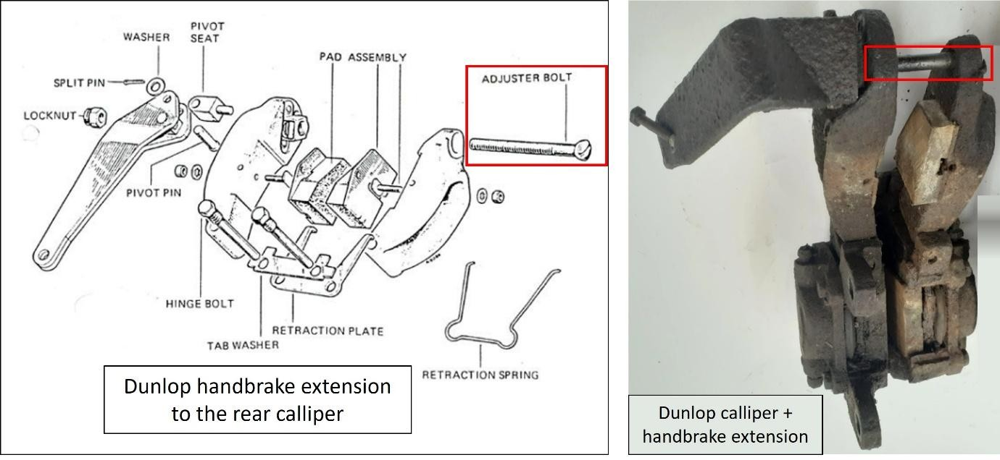 WASHER
PIVOT
SEAT
PAD ASSEMBLY
ADJUSTER BOLT
SPLIT PIN
LOCKNUT
PIVOT PIN
HINGE BOLT
RETRACTION PLATE
TAB WASHER
RETRACTION SPRING
Dunlop handbrake extension
to the rear calliper
Dunlop calliper +
handbrake extension